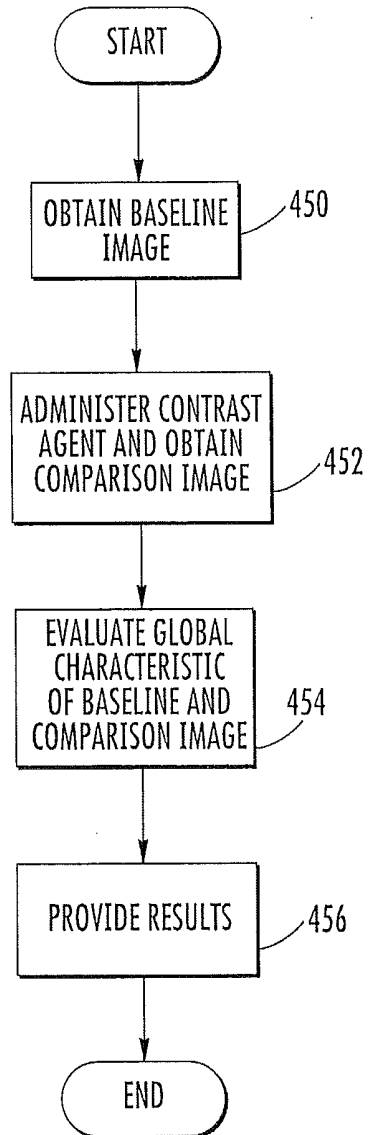 START
OBTAIN BASELINE
IMAGE
450
ADMINISTER CONTRAST
AGENT AND OBTAIN
COMPARISON IMAGE
452
EVALUATE GLOBAL
CHARACTERISTIC
OF BASELINE AND
COMPARISON IMAGE
454
PROVIDE RESULTS
456
END